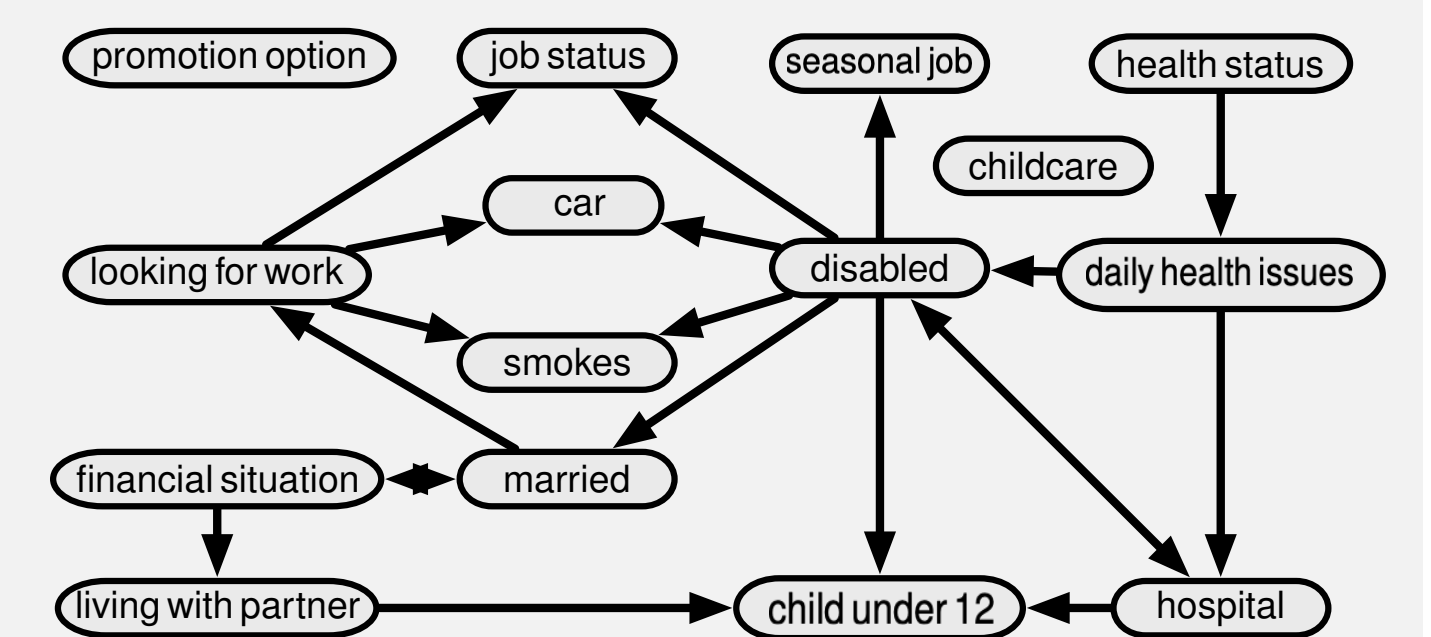 promotion option
job status
seasonal job
health status
childcare
car
looking for work
disabled
daily health issues
smokes
financial situation
married
living with partner
child under 12
hospital